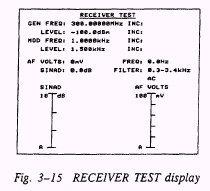 RECEIVER TEST
GEN FREQ: 300.00000MHz INC:
LEVEL: -100.0dBm INC:
MOD FREQ: 1.0000kHz INC:
LEVEL: 1.500kHz INC:
AF VOLTS: 0mV FREQ: 0.0Hz
SINAD: 0.0dB FILTER: 0.3-3.4kHz
AC
SINAD AF VOLTS
18 dB 100 mV
A A
Fig. 3–15 RECEIVER TEST display